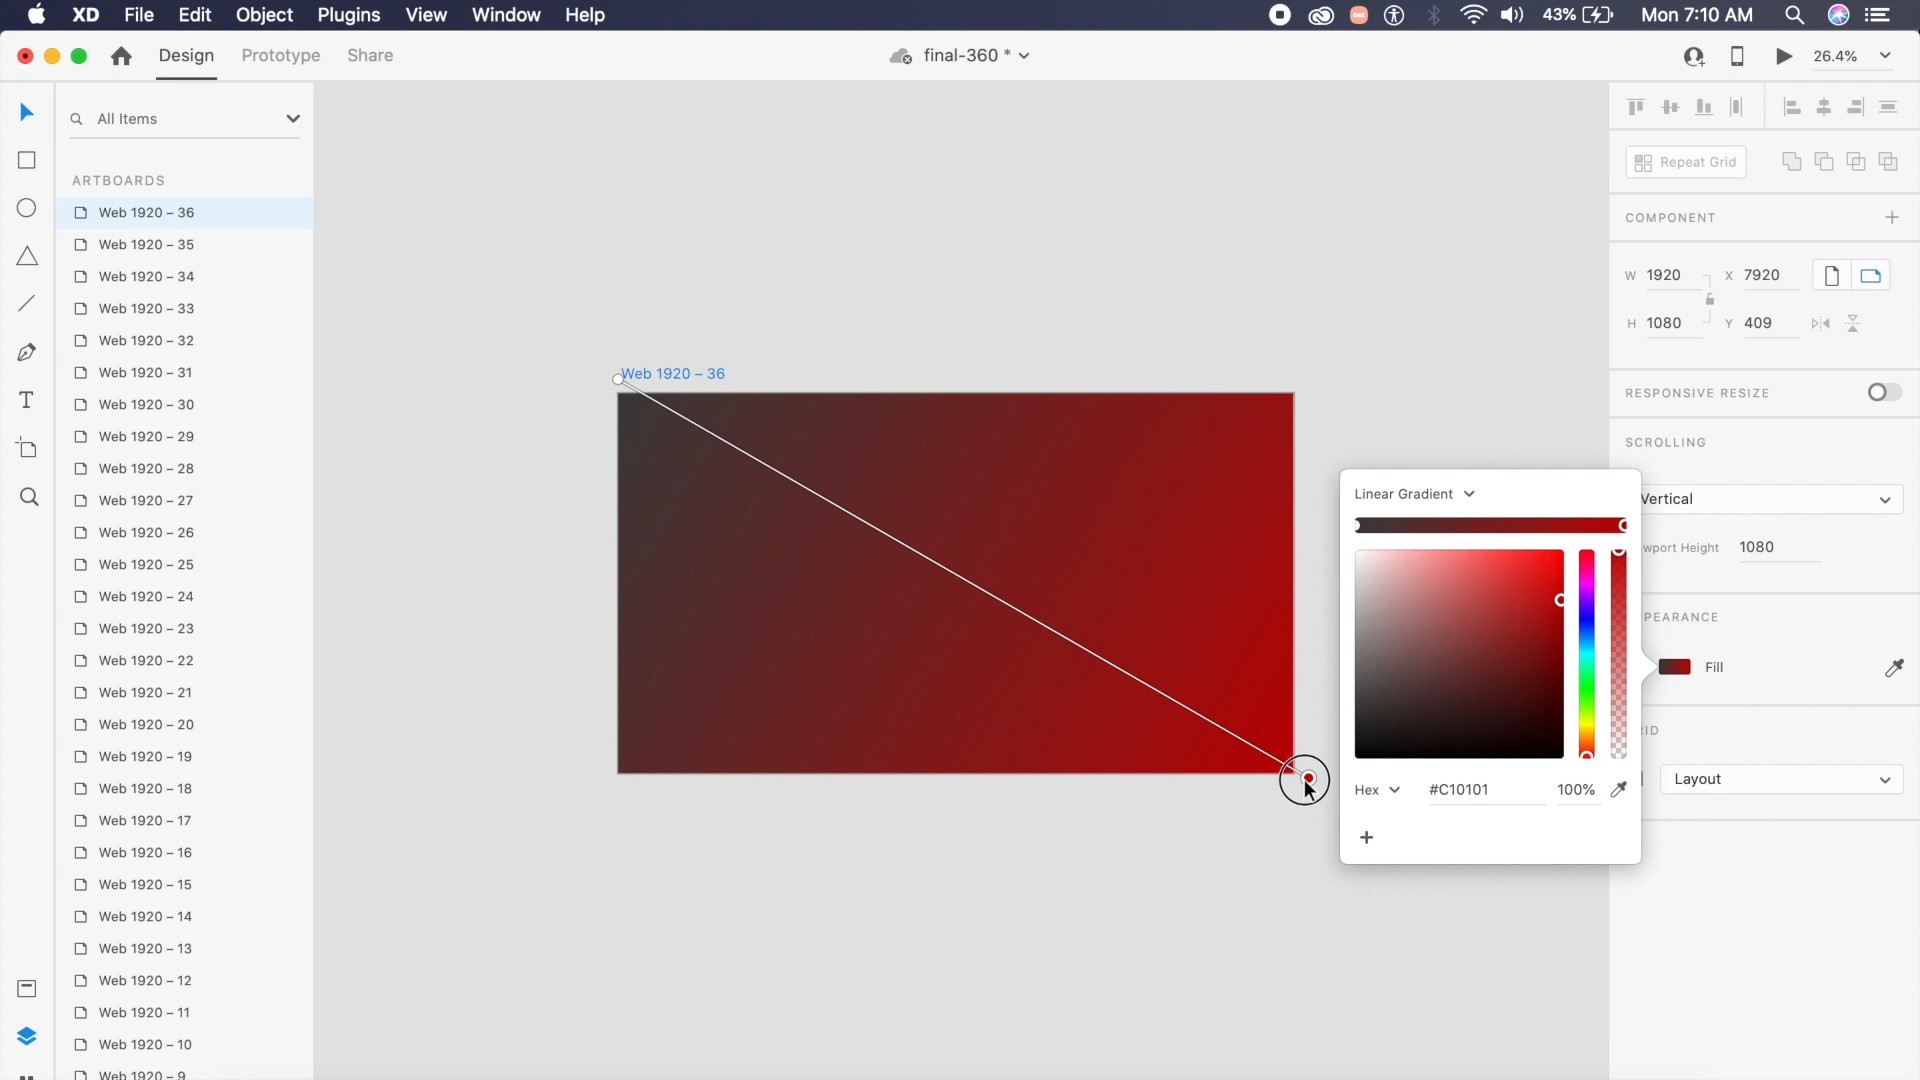 XD File Edit Object Plugins View Window Help 43% Mon 7:10 AM
Design Prototype Share final-360 * 26.4%
All Items
ARTBOARDS
Web 1920 – 36
Web 1920 – 35
Web 1920 – 34
Web 1920 – 33
Web 1920 – 32
Web 1920 – 31
Web 1920 – 30
Web 1920 – 29
Web 1920 – 28
Web 1920 – 27
Web 1920 – 26
Web 1920 – 25
Web 1920 – 24
Web 1920 – 23
Web 1920 – 22
Web 1920 – 21
Web 1920 – 20
Web 1920 – 19
Web 1920 – 18
Web 1920 – 17
Web 1920 – 16
Web 1920 – 15
Web 1920 – 14
Web 1920 – 13
Web 1920 – 12
Web 1920 – 11
Web 1920 – 10
Web 1920 – 9
Web 1920 – 36
Linear Gradient
Hex #C10101 100%
+
Repeat Grid
COMPONENT +
W 1920 X 7920
H 1080 Y 409
RESPONSIVE RESIZE
SCROLLING
Vertical
wport Height 1080
PEARANCE
Fill
ID
Layout